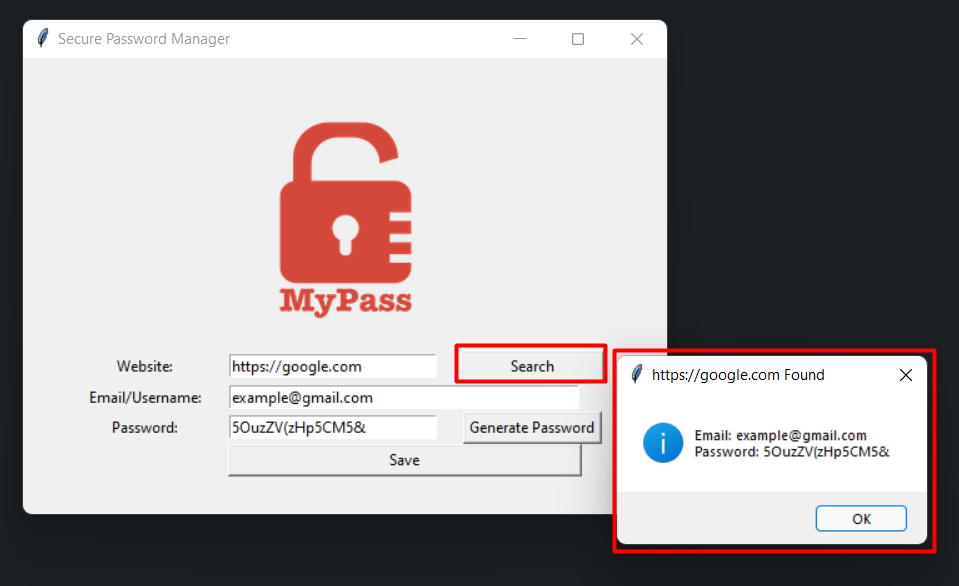 Secure Password Manager
MyPass
Website:
https://google.com
Search
Email/Username:
example@gmail.com
Password:
5OuzZV(zHp5CM5&
Generate Password
Save
https://google.com Found
Email: example@gmail.com
Password: 5OuzZV(zHp5CM5&
OK